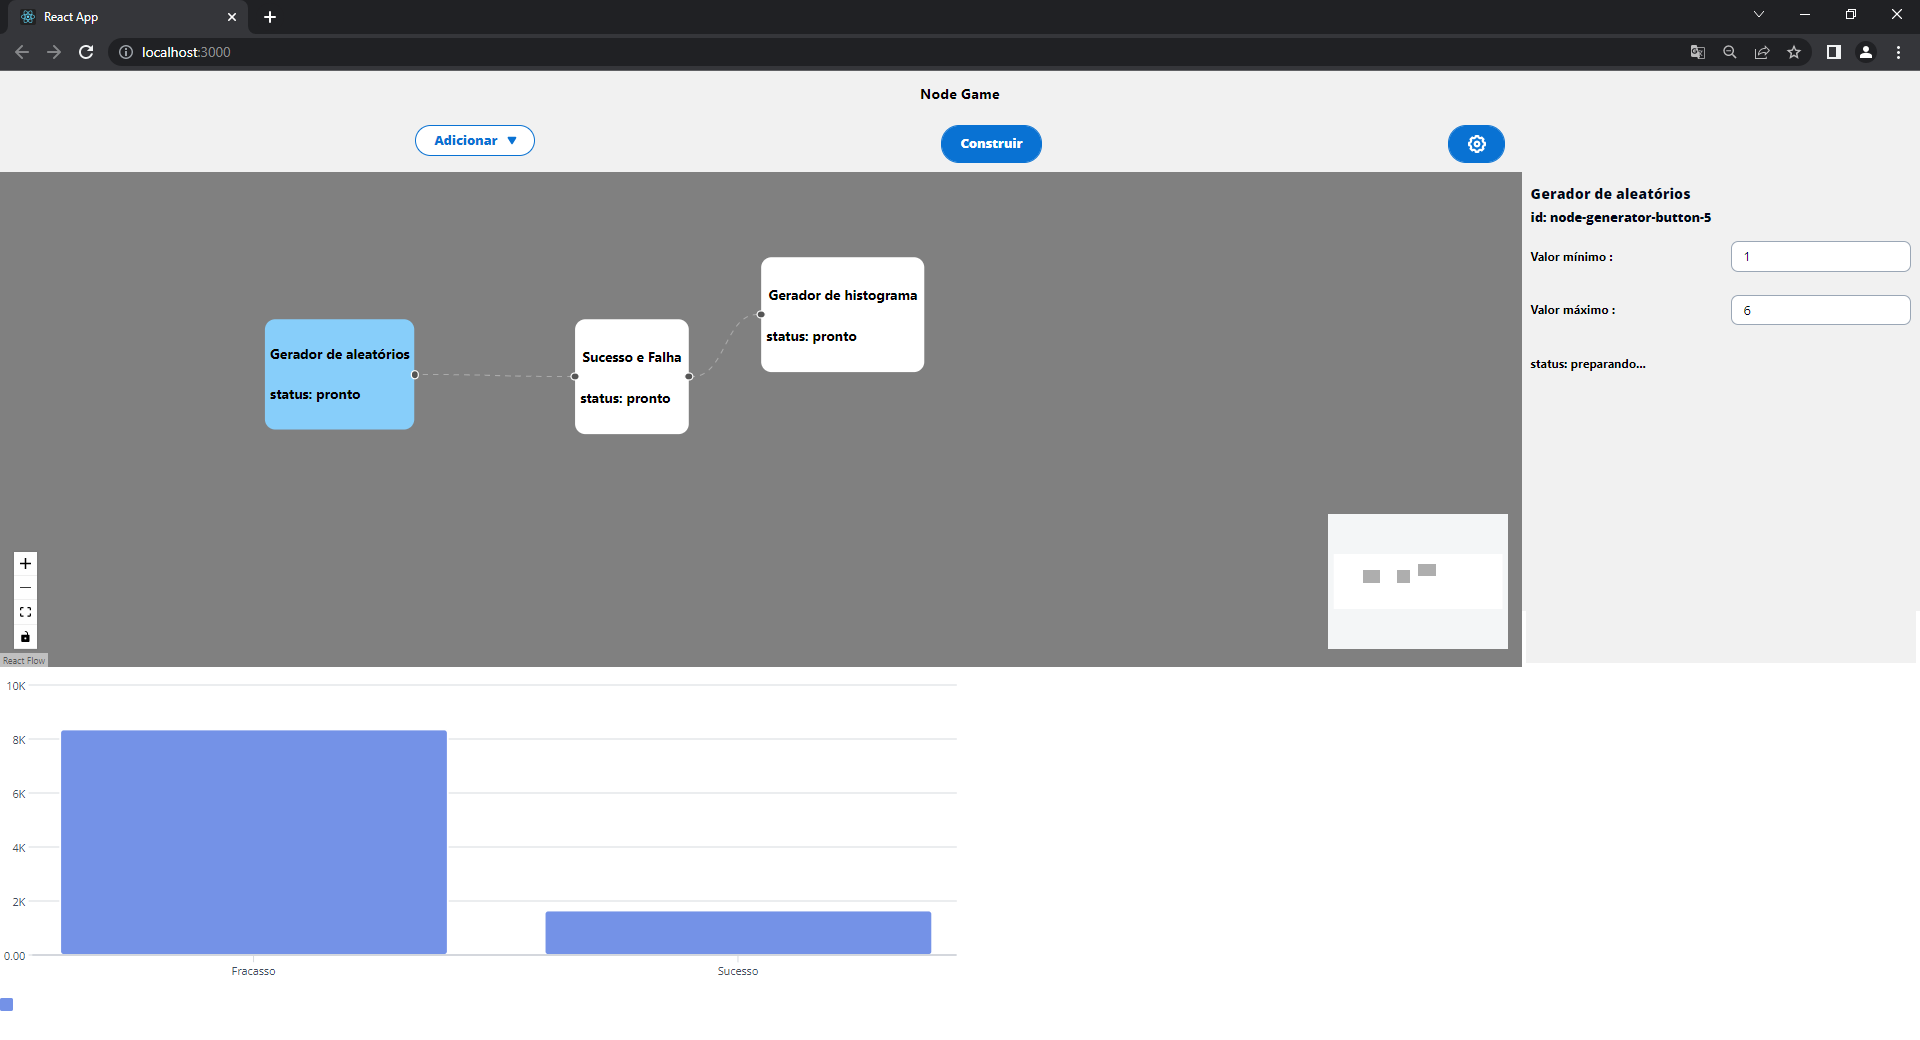 React App
localhost:3000
Node Game
Adicionar ▼
Construir
Gerador de aleatórios
id: node-generator-button-5
Valor mínimo :
1
Valor máximo :
6
status: preparando...
Gerador de aleatórios
status: pronto
Sucesso e Falha
status: pronto
Gerador de histograma
status: pronto
React Flow
10K
8K
6K
4K
2K
0.00
Fracasso
Sucesso